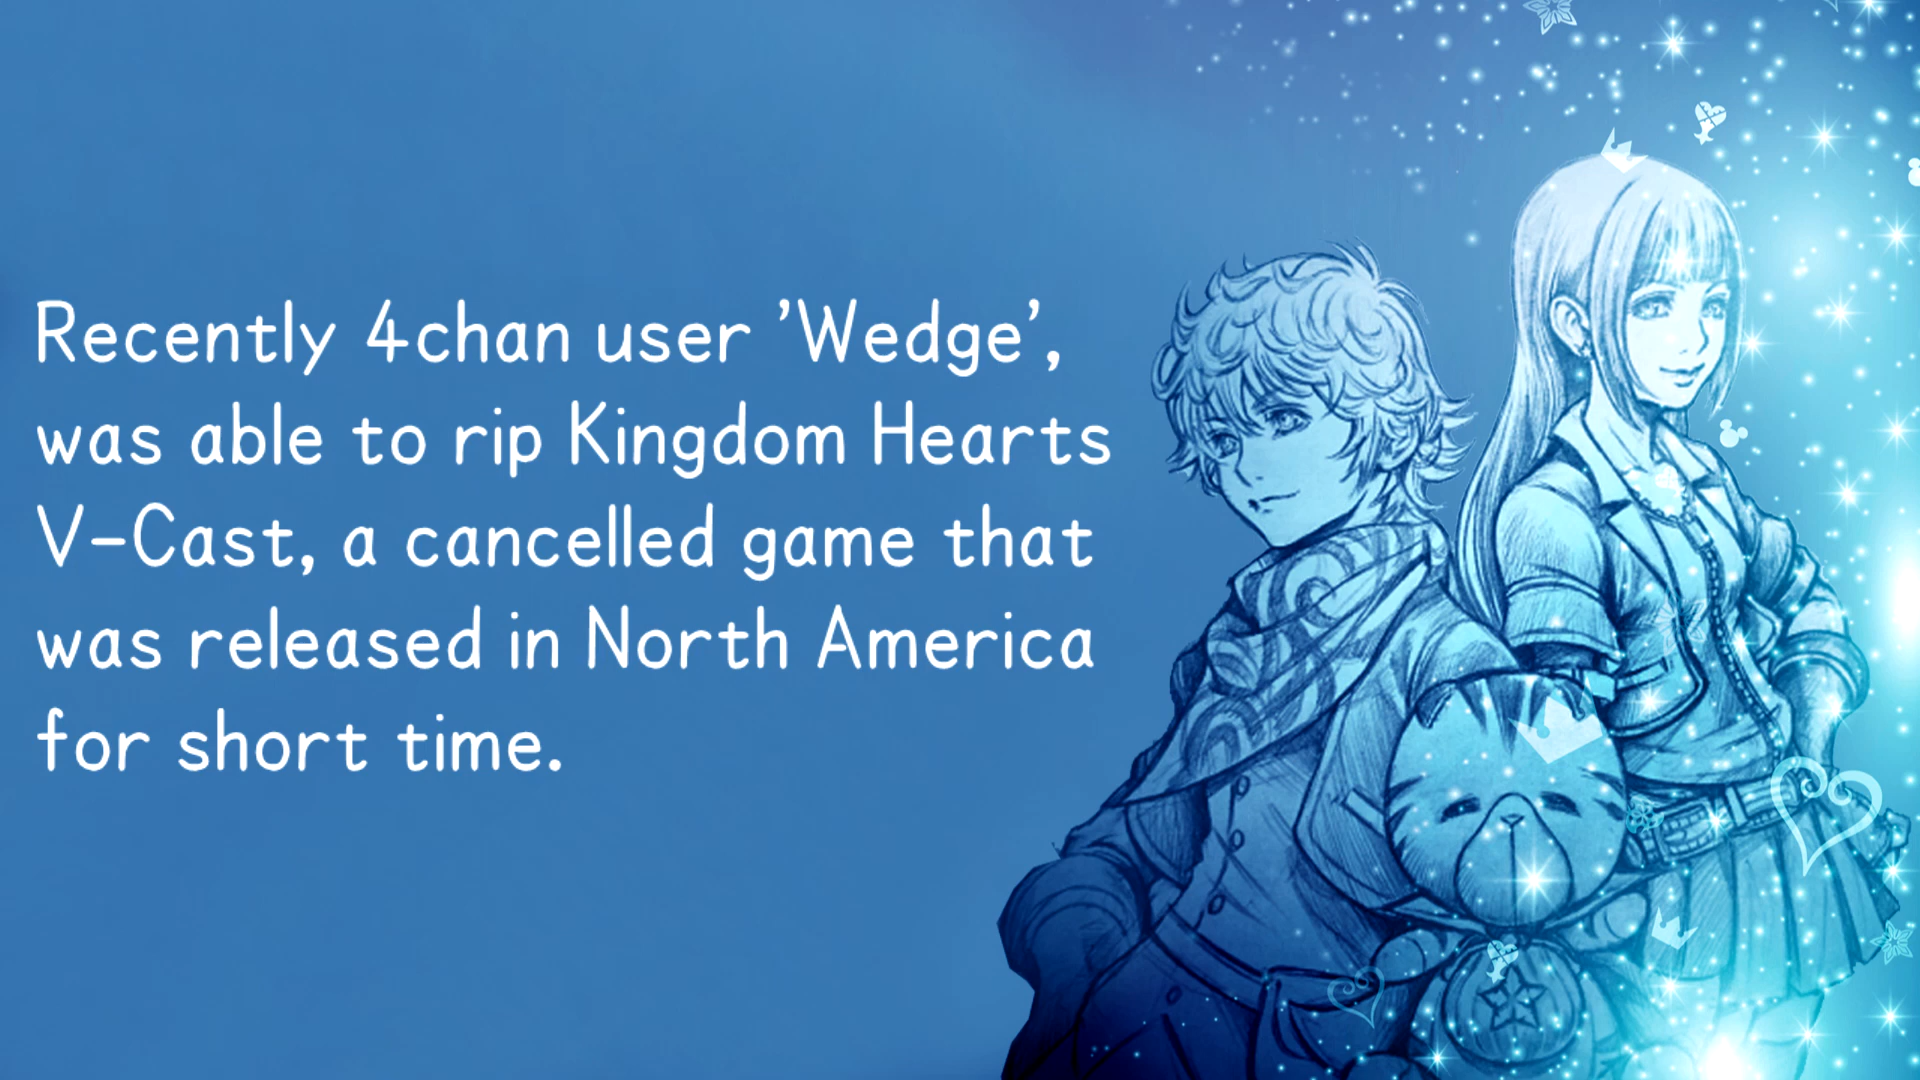 Recently 4chan user 'Wedge',
was able to rip Kingdom Hearts
V-Cast, a cancelled game that
was released in North America
for short time.